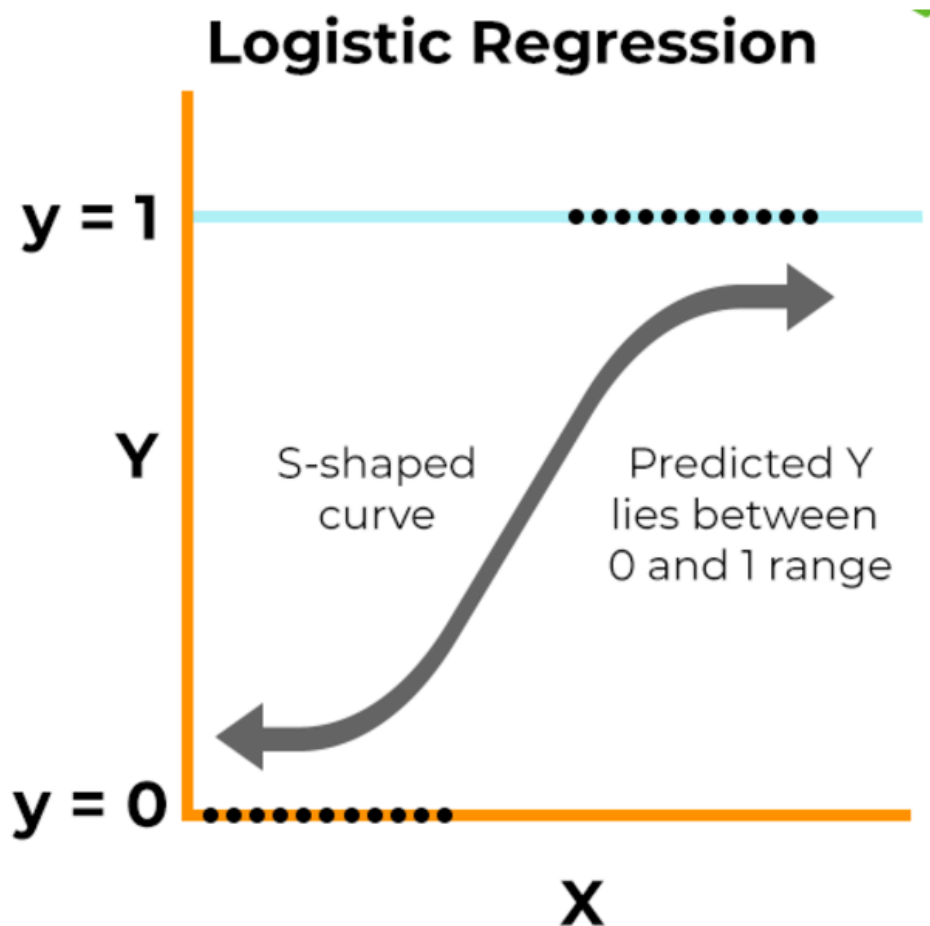 Logistic Regression
y = 1
Y
S-shaped
curve
Predicted Y
lies between
0 and 1 range
y = 0
X